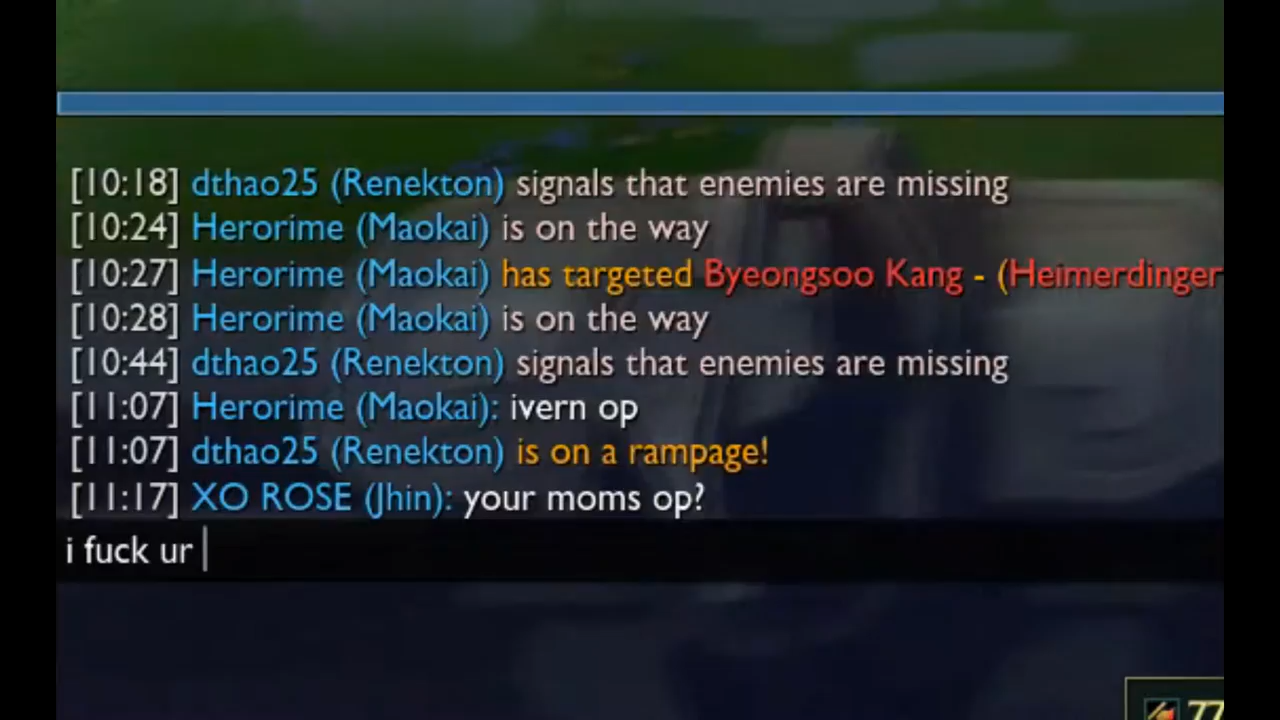 [10:18] dthao25 (Renekton) signals that enemies are missing
[10:24] Herorime (Maokai) is on the way
[10:27] Herorime (Maokai) has targeted Byeongsoo Kang - (Heimerdinger
[10:28] Herorime (Maokai) is on the way
[10:44] dthao25 (Renekton) signals that enemies are missing
[11:07] Herorime (Maokai): ivern op
[11:07] dthao25 (Renekton) is on a rampage!
[11:17] XO ROSE (Jhin): your moms op?
i fuck ur